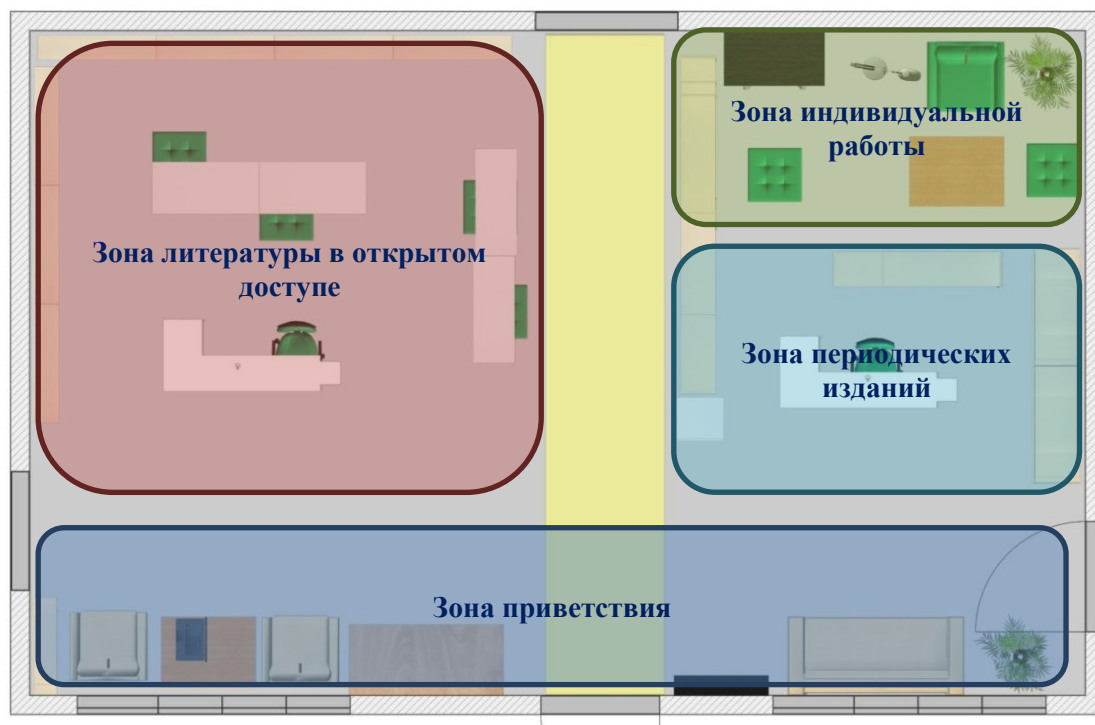 Зона индивидуальной
работы
Зона литературы в открытом
доступе
Зона периодических
изданий
Зона приветствия